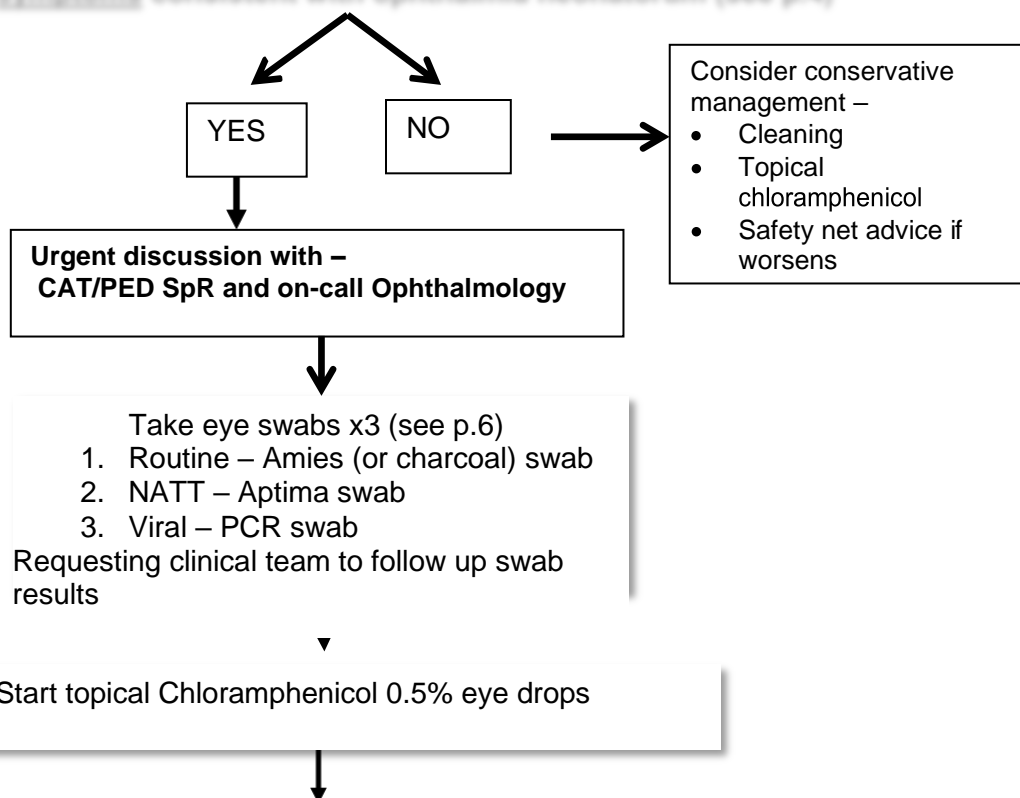 YES
NO
Consider conservative
management –
• Cleaning
• Topical
chloramphenicol
• Safety net advice if
worsens
Urgent discussion with –
CAT/PED SpR and on-call Ophthalmology
Take eye swabs x3 (see p.6)
1. Routine – Amies (or charcoal) swab
2. NATT – Aptima swab
3. Viral – PCR swab
Requesting clinical team to follow up swab
results
Start topical Chloramphenicol 0.5% eye drops